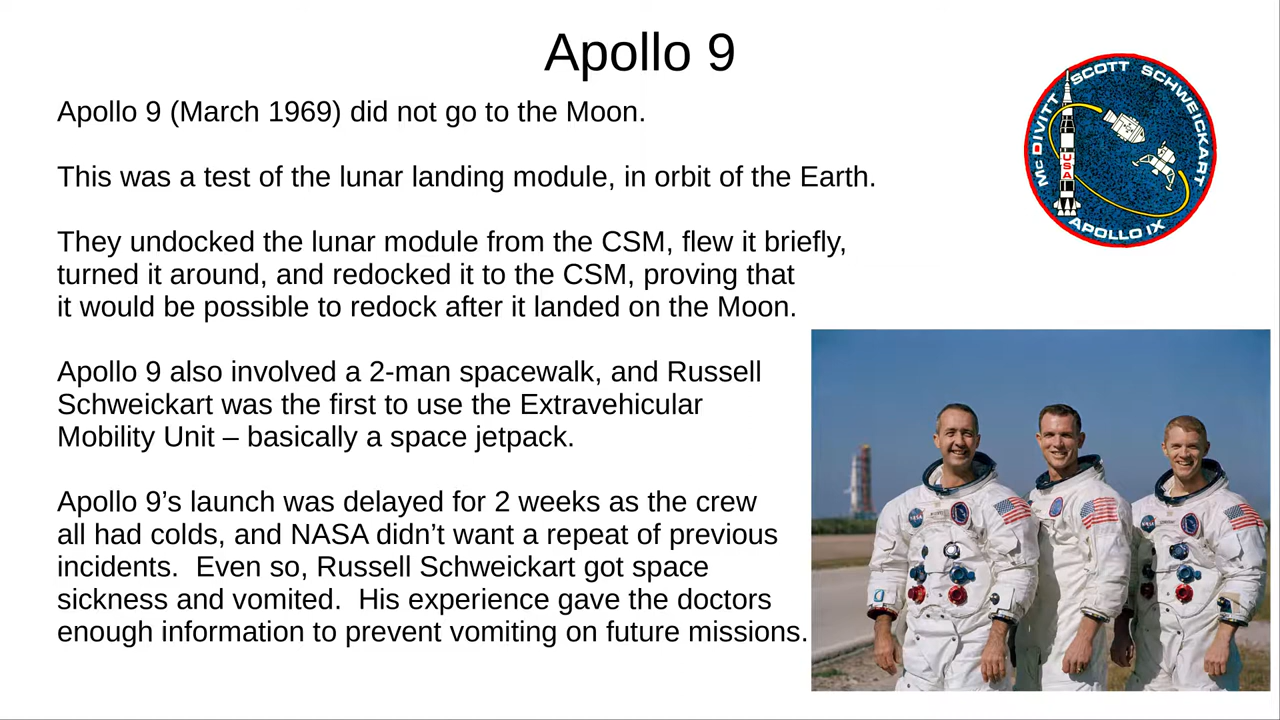 Apollo 9
Apollo 9 (March 1969) did not go to the Moon.
This was a test of the lunar landing module, in orbit of the Earth.
They undocked the lunar module from the CSM, flew it briefly,
turned it around, and redocked it to the CSM, proving that
it would be possible to redock after it landed on the Moon.
Apollo 9 also involved a 2-man spacewalk, and Russell
Schweickart was the first to use the Extravehicular
Mobility Unit – basically a space jetpack.
Apollo 9’s launch was delayed for 2 weeks as the crew
all had colds, and NASA didn’t want a repeat of previous
incidents.  Even so, Russell Schweickart got space
sickness and vomited.  His experience gave the doctors
enough information to prevent vomiting on future missions.
McDIVITT SCOTT SCHWEICKART
USA
APOLLO IX
NASA